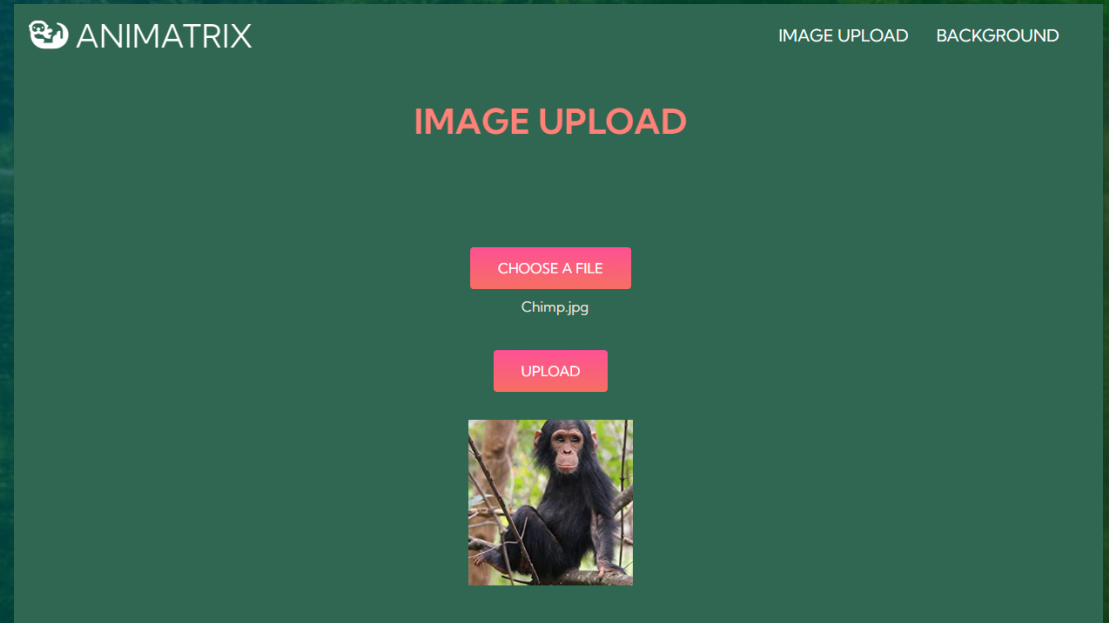 ANIMATRIX
IMAGE UPLOAD
BACKGROUND
IMAGE UPLOAD
CHOOSE A FILE
Chimp.jpg
UPLOAD